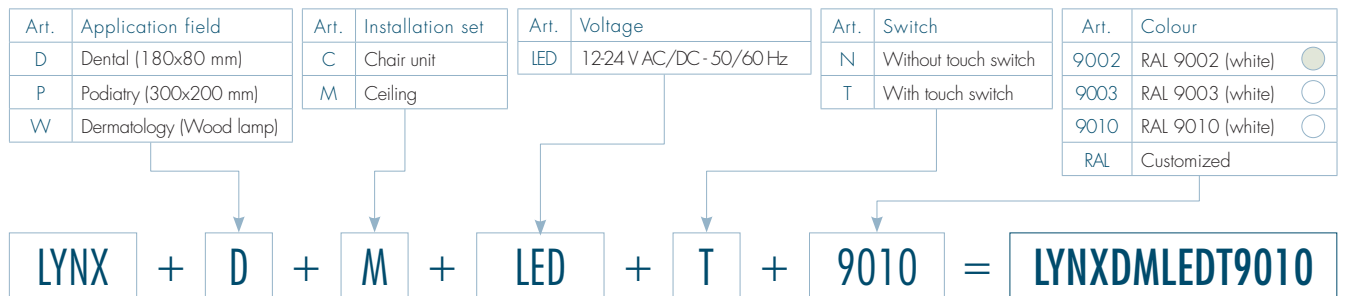 Art. Application field
D Dental (180x80 mm)
P Podiatry (300x200 mm)
W Dermatology (Wood lamp)
Art. Installation set
C Chair unit
M Ceiling
Art. Voltage
LED 12-24 V AC/DC - 50/60 Hz
Art. Switch
N Without touch switch
T With touch switch
Art. Colour
9002 RAL 9002 (white)
9003 RAL 9003 (white)
9010 RAL 9010 (white)
RAL Customized
LYNX + D + M + LED + T + 9010 = LYNXDMLEDT9010